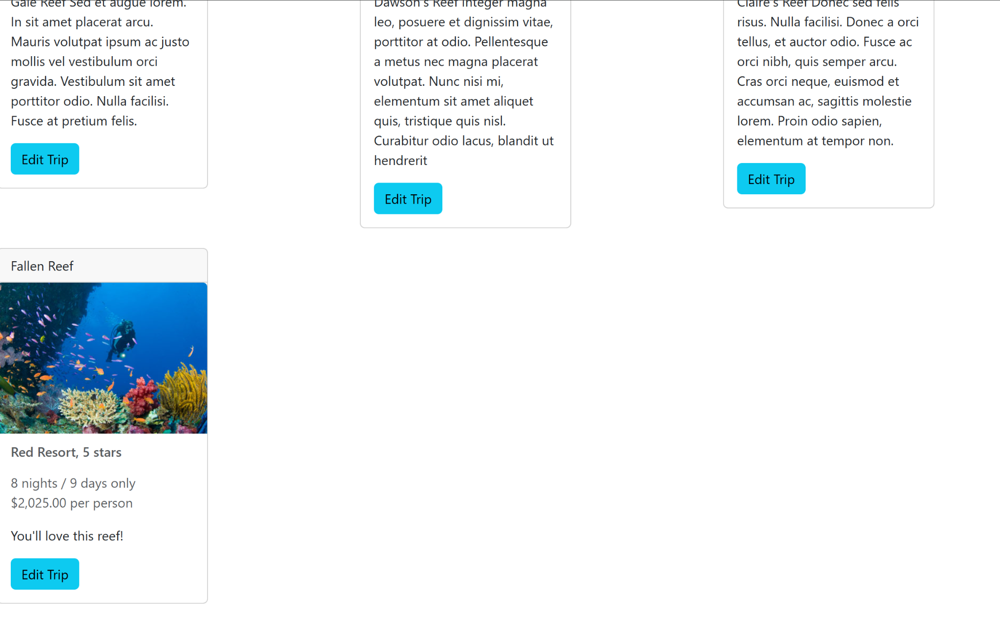 Gale Reef Sed et augue lorem.
In sit amet placerat arcu.
Mauris volutpat ipsum ac justo
mollis vel vestibulum orci
gravida. Vestibulum sit amet
porttitor odio. Nulla facilisi.
Fusce at pretium felis.
Edit Trip
Dawson's Reef Integer magna
leo, posuere et dignissim vitae,
porttitor at odio. Pellentesque
a metus nec magna placerat
volutpat. Nunc nisi mi,
elementum sit amet aliquet
quis, tristique quis nisl.
Curabitur odio lacus, blandit ut
hendrerit
Edit Trip
Claire's Reef Donec sed felis
risus. Nulla facilisi. Donec a orci
tellus, et auctor odio. Fusce ac
orci nibh, quis semper arcu.
Cras orci neque, euismod et
accumsan ac, sagittis molestie
lorem. Proin odio sapien,
elementum at tempor non.
Edit Trip
Fallen Reef
Red Resort, 5 stars
8 nights / 9 days only
$2,025.00 per person
You'll love this reef!
Edit Trip